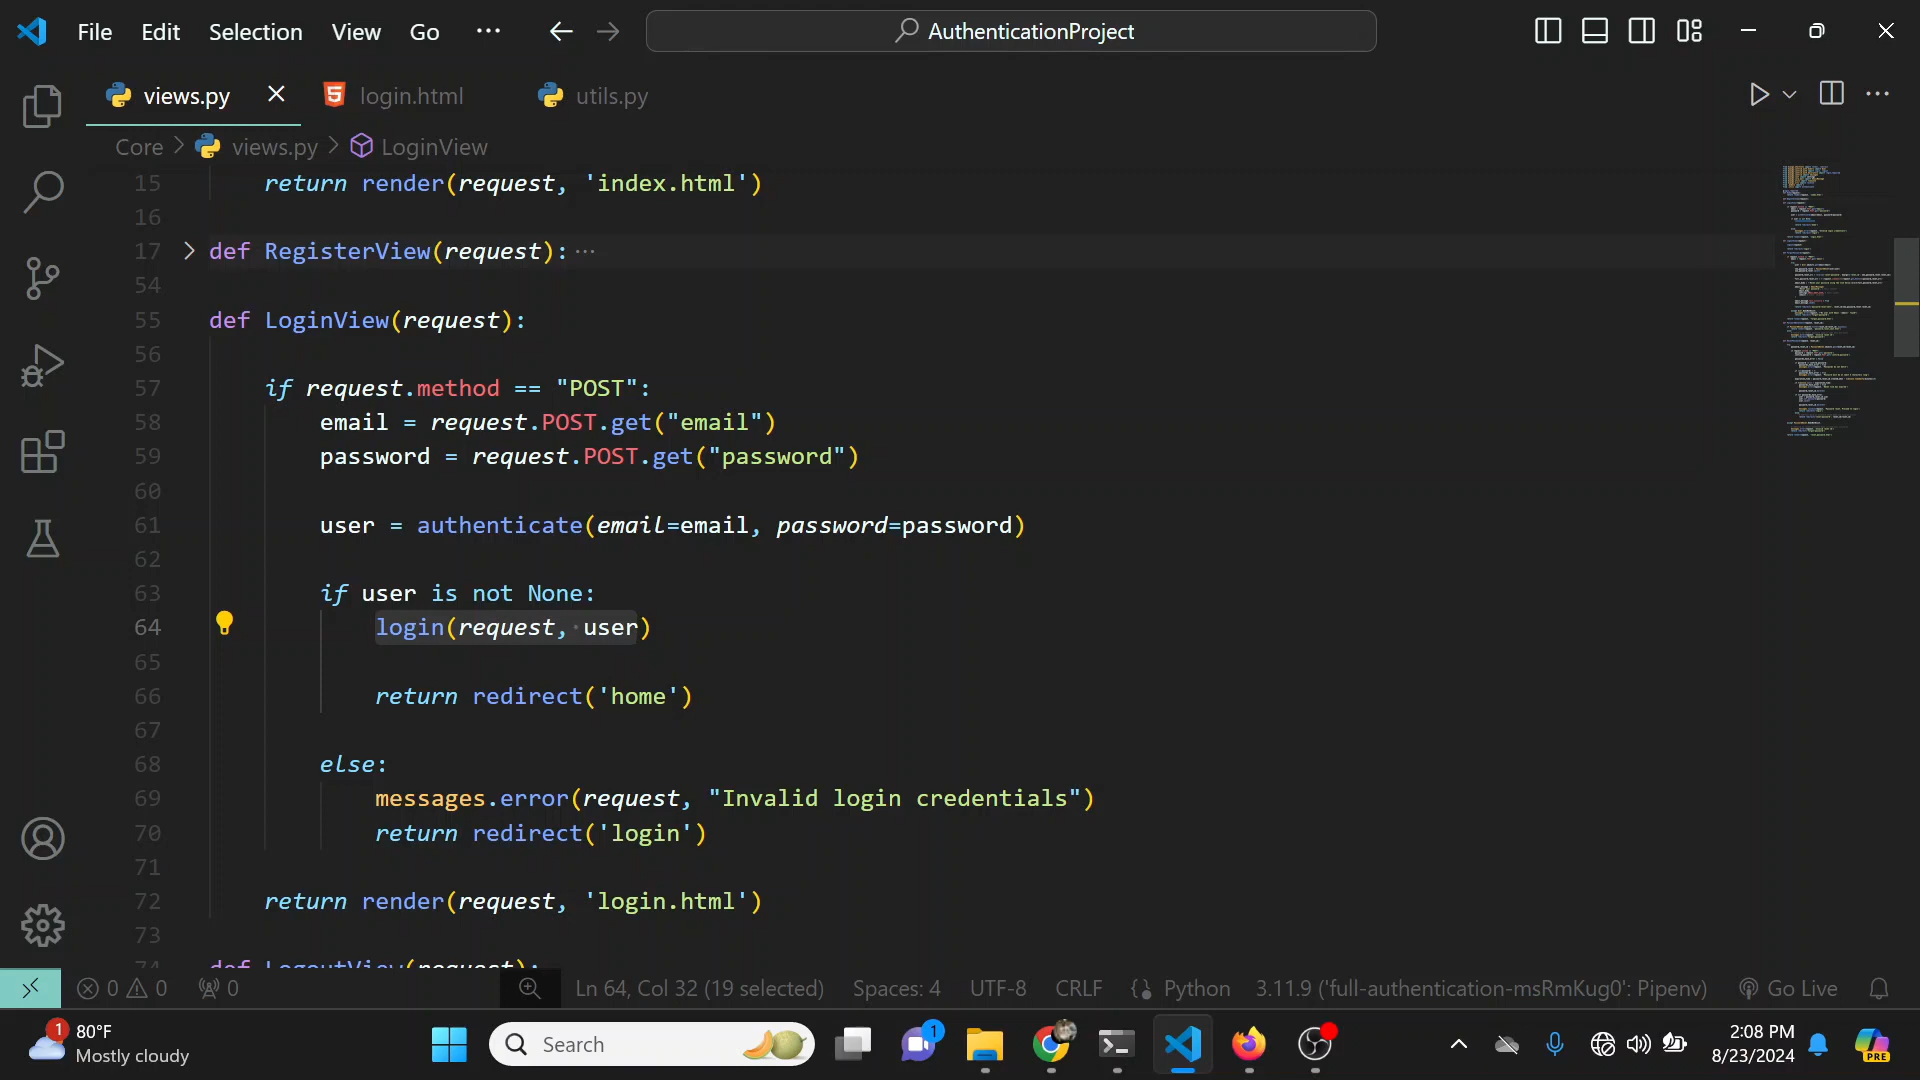 File Edit Selection View Go ··· AuthenticationProject
views.py login.html utils.py
Core > views.py > LoginView
15 return render(request, 'index.html')
16
17 def RegisterView(request):···
54
55 def LoginView(request):
56
57 if request.method == "POST":
58 email = request.POST.get("email")
59 password = request.POST.get("password")
60
61 user = authenticate(email=email, password=password)
62
63 if user is not None:
64 login(request, user)
65
66 return redirect('home')
67
68 else:
69 messages.error(request, "Invalid login credentials")
70 return redirect('login')
71
72 return render(request, 'login.html')
73
74 def LogoutView(request):
0 0 0 Ln 64, Col 32 (19 selected) Spaces: 4 UTF-8 CRLF Python 3.11.9 ('full-authentication-msRmKug0': Pipenv) Go Live
1 80°F
Mostly cloudy
Search
1
2:08 PM
8/23/2024
PRE